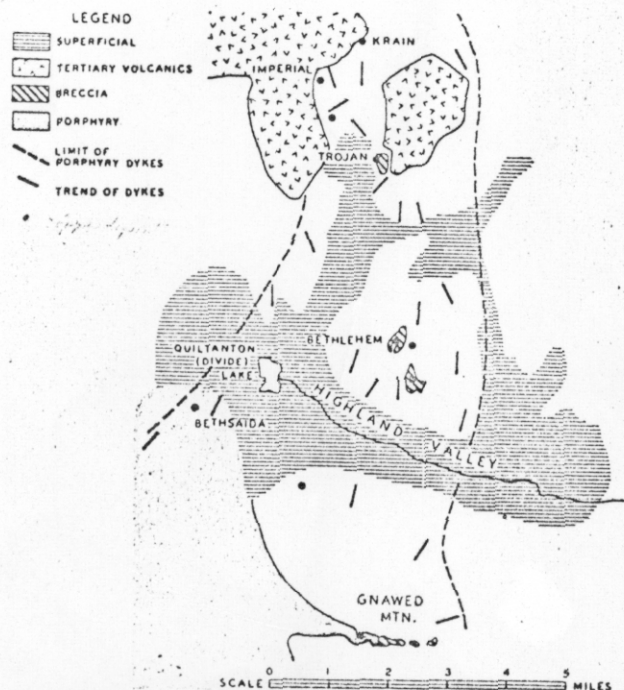 LEGEND
SUPERFICIAL
TERTIARY VOLCANICS
BRECCIA
PORPHYRY
LIMIT OF
PORPHYRY DYKES
TREND OF DYKES
KRAIN
IMPERIAL
TROJAN
BETHLEHEM
QUILTANTON
(DIVIDE)
LAKE
HIGHLAND VALLEY
BETHSAIDA
GNAWED
MTN.
SCALE 0 1 2 3 4 5 MILES